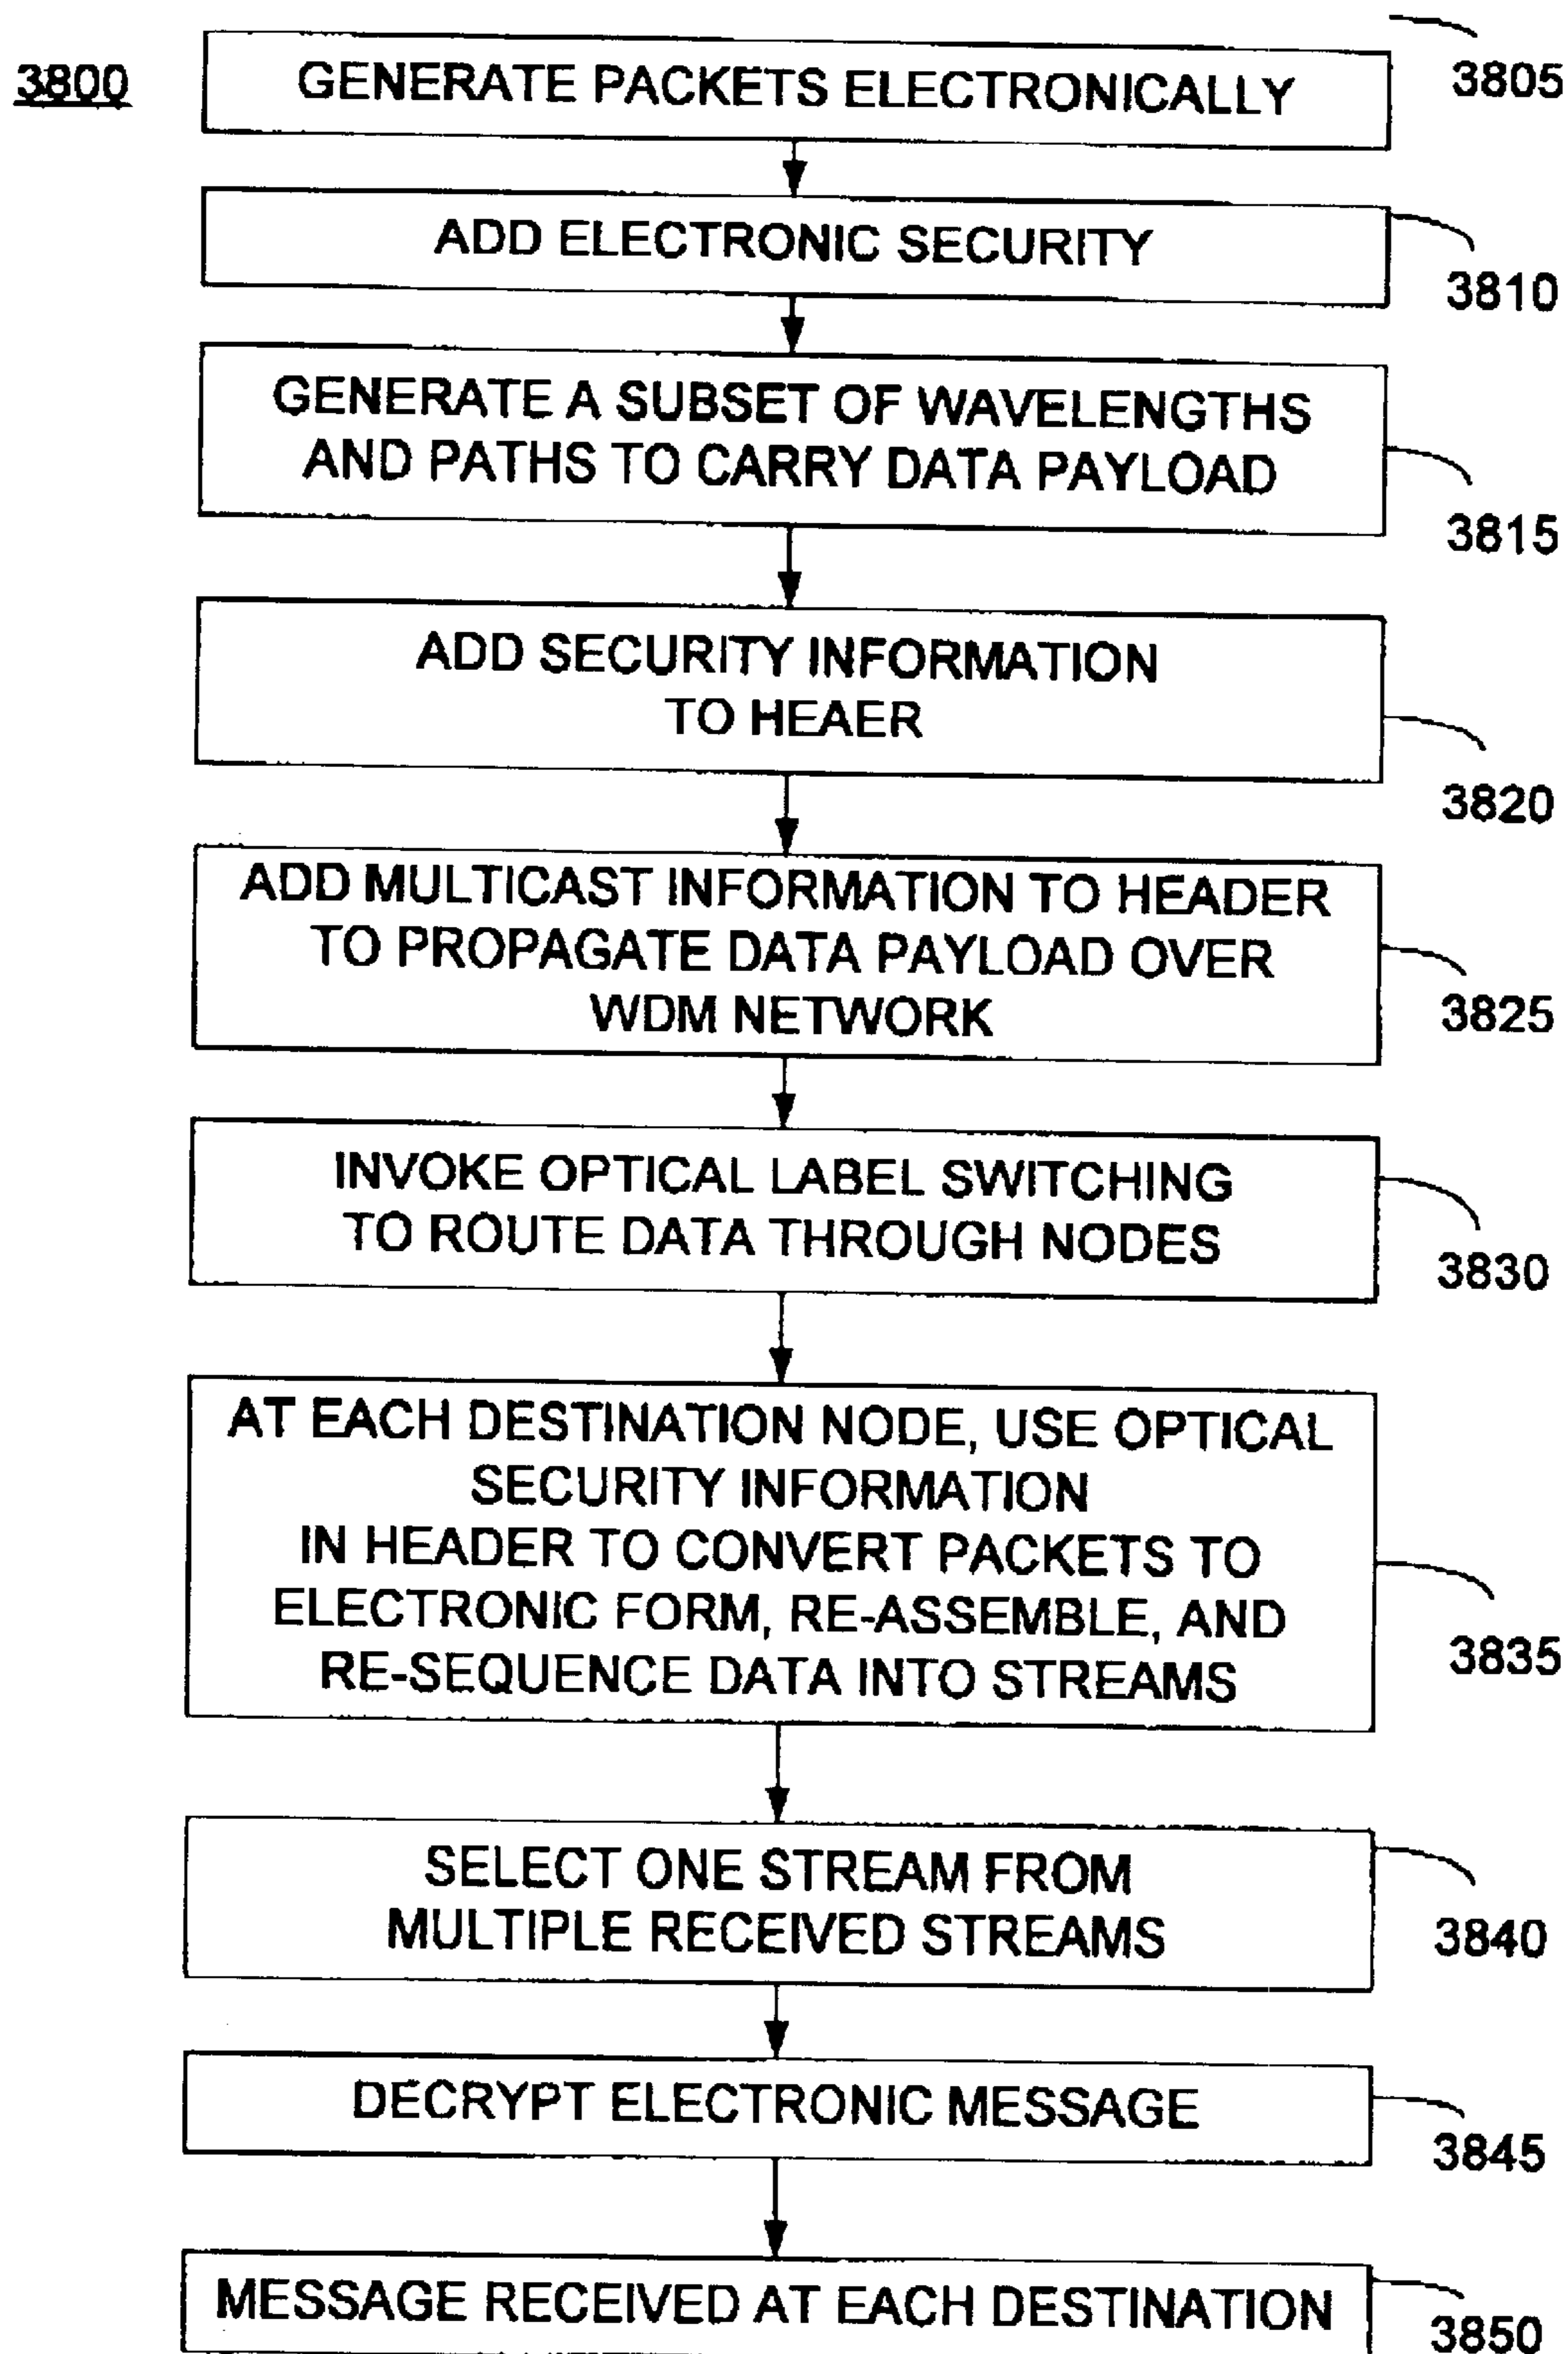 3800
GENERATE PACKETS ELECTRONICALLY
3805
ADD ELECTRONIC SECURITY
3810
GENERATE A SUBSET OF WAVELENGTHS
AND PATHS TO CARRY DATA PAYLOAD
3815
ADD SECURITY INFORMATION
TO HEAER
3820
ADD MULTICAST INFORMATION TO HEADER
TO PROPAGATE DATA PAYLOAD OVER
WDM NETWORK
3825
INVOKE OPTICAL LABEL SWITCHING
TO ROUTE DATA THROUGH NODES
3830
AT EACH DESTINATION NODE, USE OPTICAL
SECURITY INFORMATION
IN HEADER TO CONVERT PACKETS TO
ELECTRONIC FORM, RE-ASSEMBLE, AND
RE-SEQUENCE DATA INTO STREAMS
3835
SELECT ONE STREAM FROM
MULTIPLE RECEIVED STREAMS
3840
DECRYPT ELECTRONIC MESSAGE
3845
MESSAGE RECEIVED AT EACH DESTINATION
3850